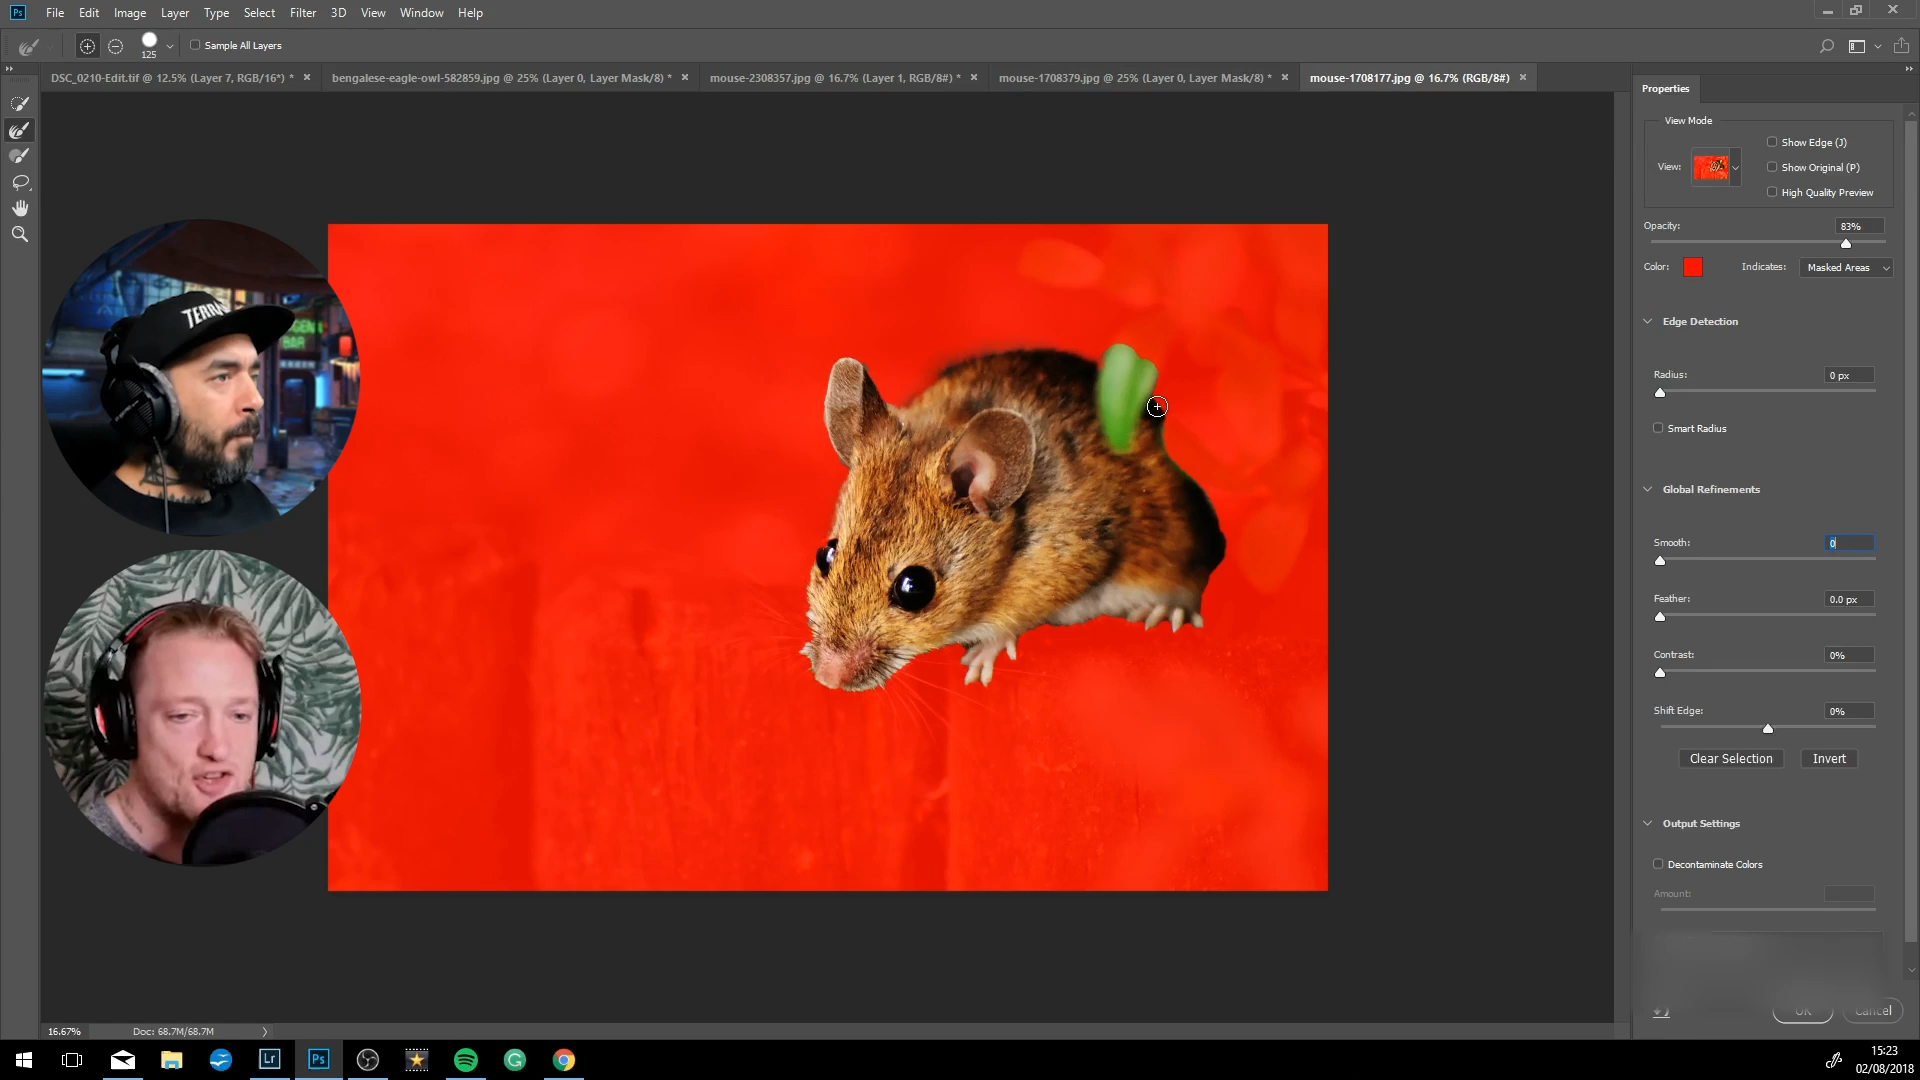 Ps File Edit Image Layer Type Select Filter 3D View Window Help
125 Sample All Layers
DSC_0210-Edit.tif @ 12.5% (Layer 7, RGB/16*) * bengalese-eagle-owl-582859.jpg @ 25% (Layer 0, Layer Mask/8) * mouse-2308357.jpg @ 16.7% (Layer 1, RGB/8#) * mouse-1708379.jpg @ 25% (Layer 0, Layer Mask/8) * mouse-1708177.jpg @ 16.7% (RGB/8#)
Properties
View Mode
Show Edge (J)
View:
Show Original (P)
High Quality Preview
Opacity: 83%
Color: Indicates: Masked Areas
Edge Detection
Radius: 0 px
Smart Radius
Global Refinements
Smooth: 0
Feather: 0.0 px
Contrast: 0%
Shift Edge: 0%
Clear Selection Invert
Output Settings
Decontaminate Colors
Amount:
OK Cancel
BAR
16.67% Doc: 68.7M/68.7M
Lr Ps
15:23
02/08/2018